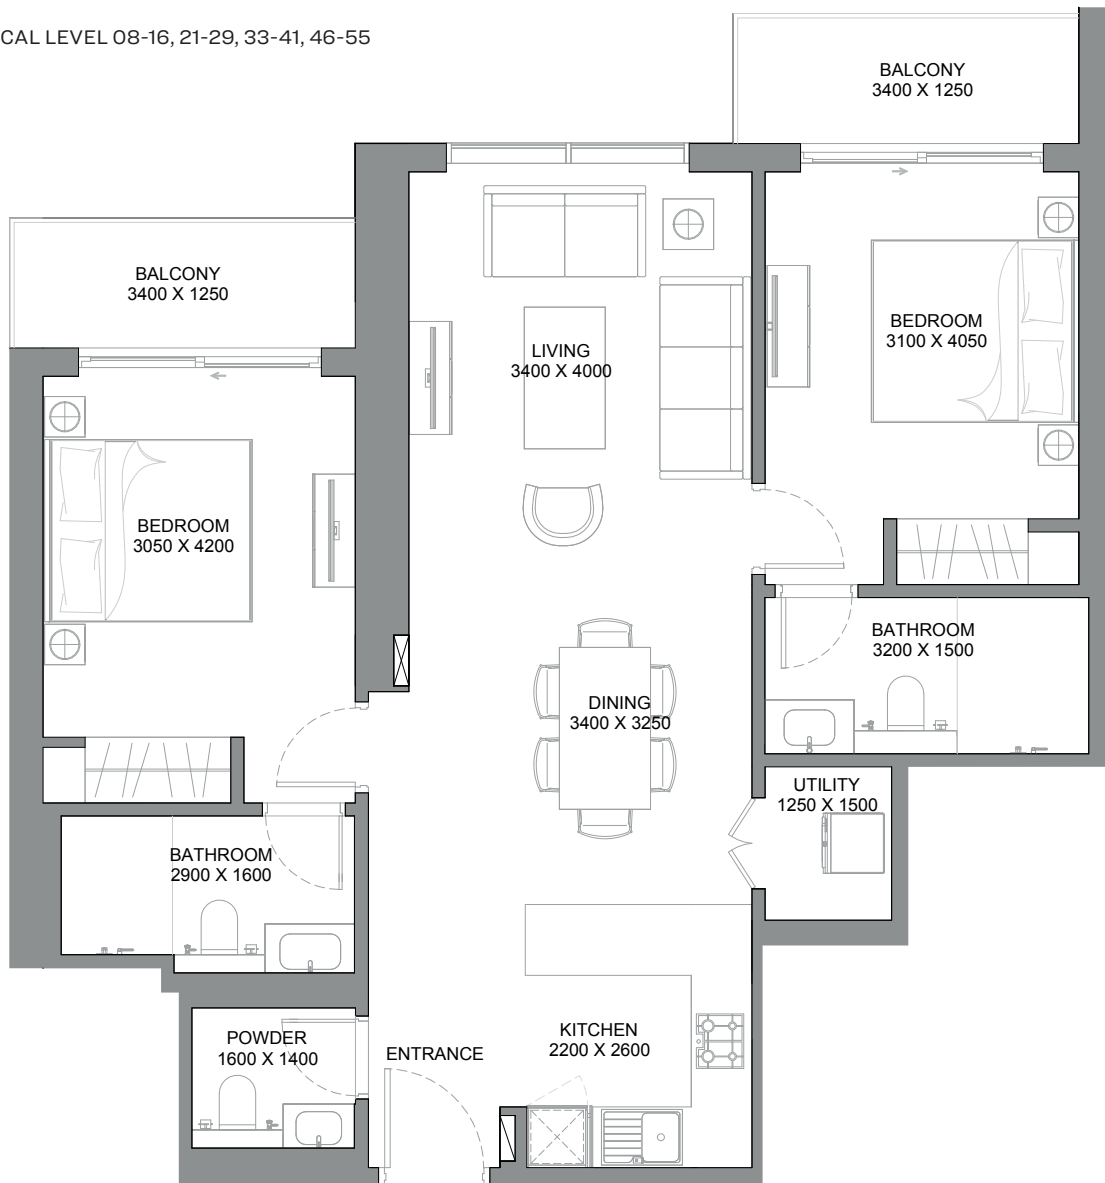 CAL LEVEL 08-16, 21-29, 33-41, 46-55
BALCONY
3400 X 1250
BALCONY
3400 X 1250
LIVING
3400 X 4000
BEDROOM
3100 X 4050
BEDROOM
3050 X 4200
BATHROOM
3200 X 1500
DINING
3400 X 3250
UTILITY
1250 X 1500
BATHROOM
2900 X 1600
POWDER
1600 X 1400
ENTRANCE
KITCHEN
2200 X 2600